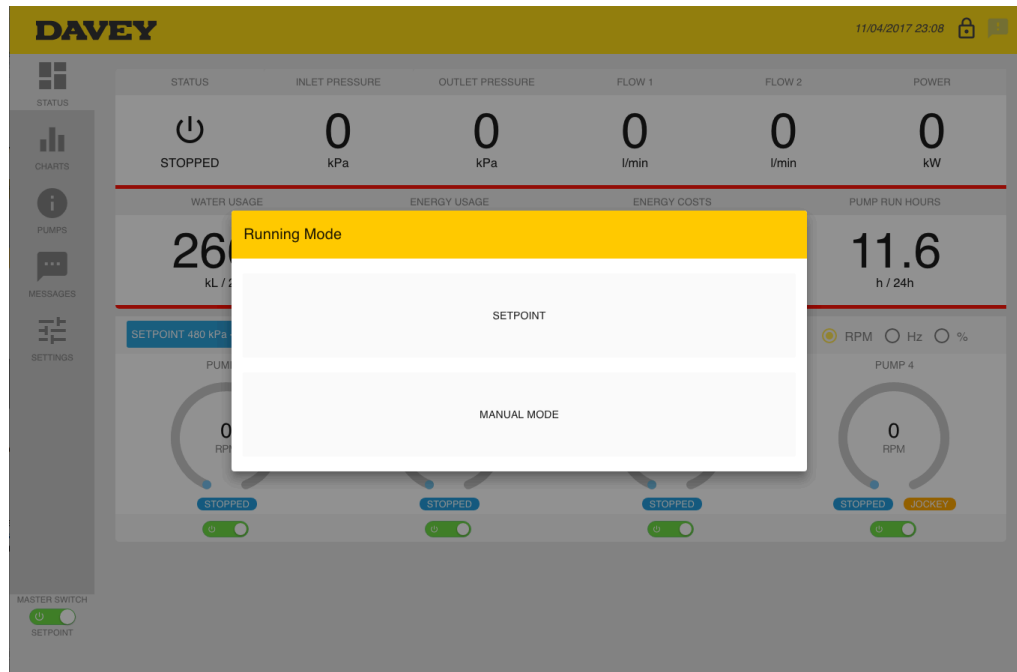 DAVEY
11/04/2017 23:08
STATUS
CHARTS
PUMPS
MESSAGES
SETTINGS
MASTER SWITCH
SETPOINT
STATUS INLET PRESSURE OUTLET PRESSURE FLOW 1 FLOW 2 POWER
0 0 0 0 0
STOPPED kPa kPa l/min l/min kW
WATER USAGE ENERGY USAGE ENERGY COSTS PUMP RUN HOURS
11.6
kL / h / 24h
Running Mode
SETPOINT
MANUAL MODE
SETPOINT 480 kPa RPM Hz %
PUMP 4
0 0
RPM
STOPPED STOPPED STOPPED STOPPED JOCKEY